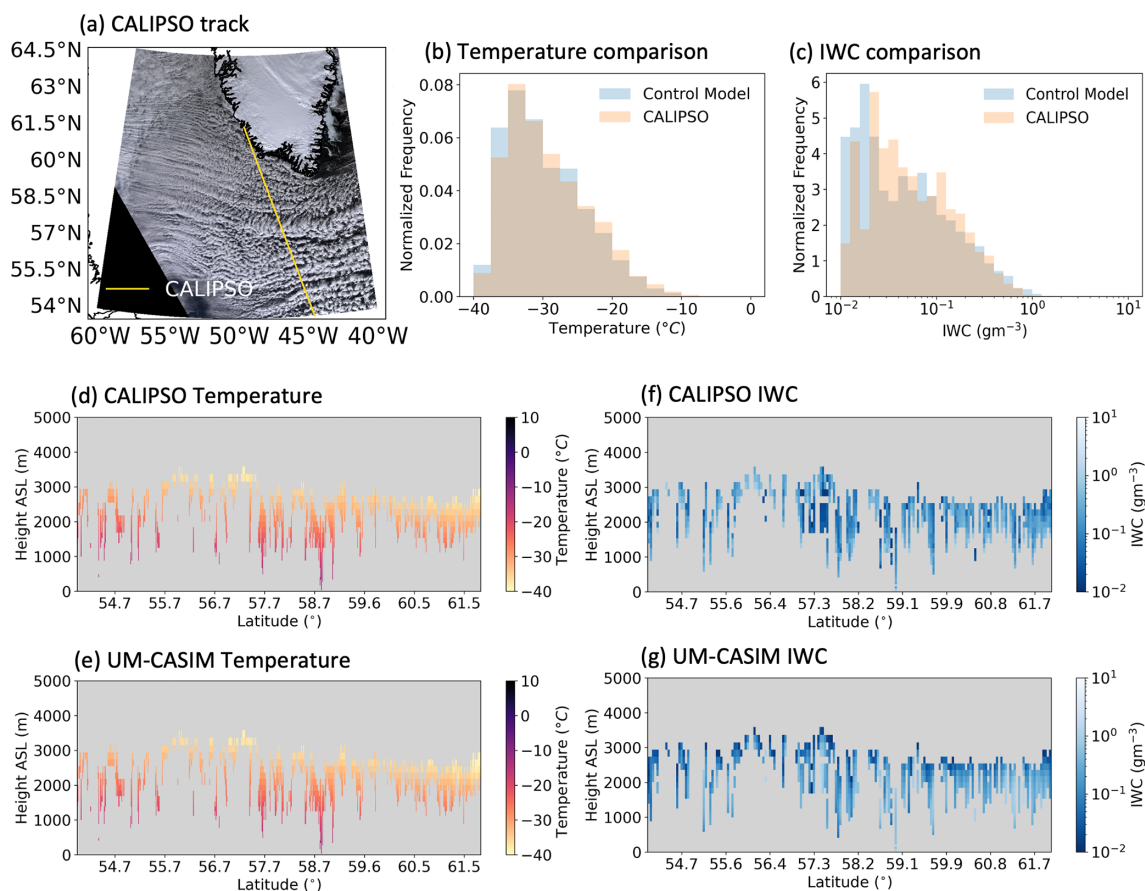 (a) CALIPSO track
64.5°N
63°N
61.5°N
60°N
58.5°N
57°N
55.5°N
54°N
CALIPSO
60°W 55°W 50°W 45°W 40°W
(b) Temperature comparison
Normalized Frequency
0.08
0.06
0.04
0.02
0.00
Control Model
CALIPSO
−40 −30 −20 −10 0
Temperature (°C)
(c) IWC comparison
Normalized Frequency
6
5
4
3
2
1
0
Control Model
CALIPSO
10⁻² 10⁻¹ 10⁰ 10¹
IWC (gm⁻³)
(d) CALIPSO Temperature
Height ASL (m)
5000
4000
3000
2000
1000
0
54.7 55.7 56.7 57.7 58.7 59.6 60.5 61.5
Latitude (°)
10
0
−10
−20
−30
−40
Temperature (°C)
(f) CALIPSO IWC
Height ASL (m)
5000
4000
3000
2000
1000
0
54.7 55.6 56.4 57.3 58.2 59.1 59.9 60.8 61.7
Latitude (°)
10¹
10⁰
10⁻¹
10⁻²
IWC (gm⁻³)
(e) UM-CASIM Temperature
Height ASL (m)
5000
4000
3000
2000
1000
0
54.7 55.7 56.7 57.7 58.7 59.6 60.5 61.5
Latitude (°)
10
0
−10
−20
−30
−40
Temperature (°C)
(g) UM-CASIM IWC
Height ASL (m)
5000
4000
3000
2000
1000
0
54.7 55.6 56.4 57.3 58.2 59.1 59.9 60.8 61.7
Latitude (°)
10¹
10⁰
10⁻¹
10⁻²
IWC (gm⁻³)